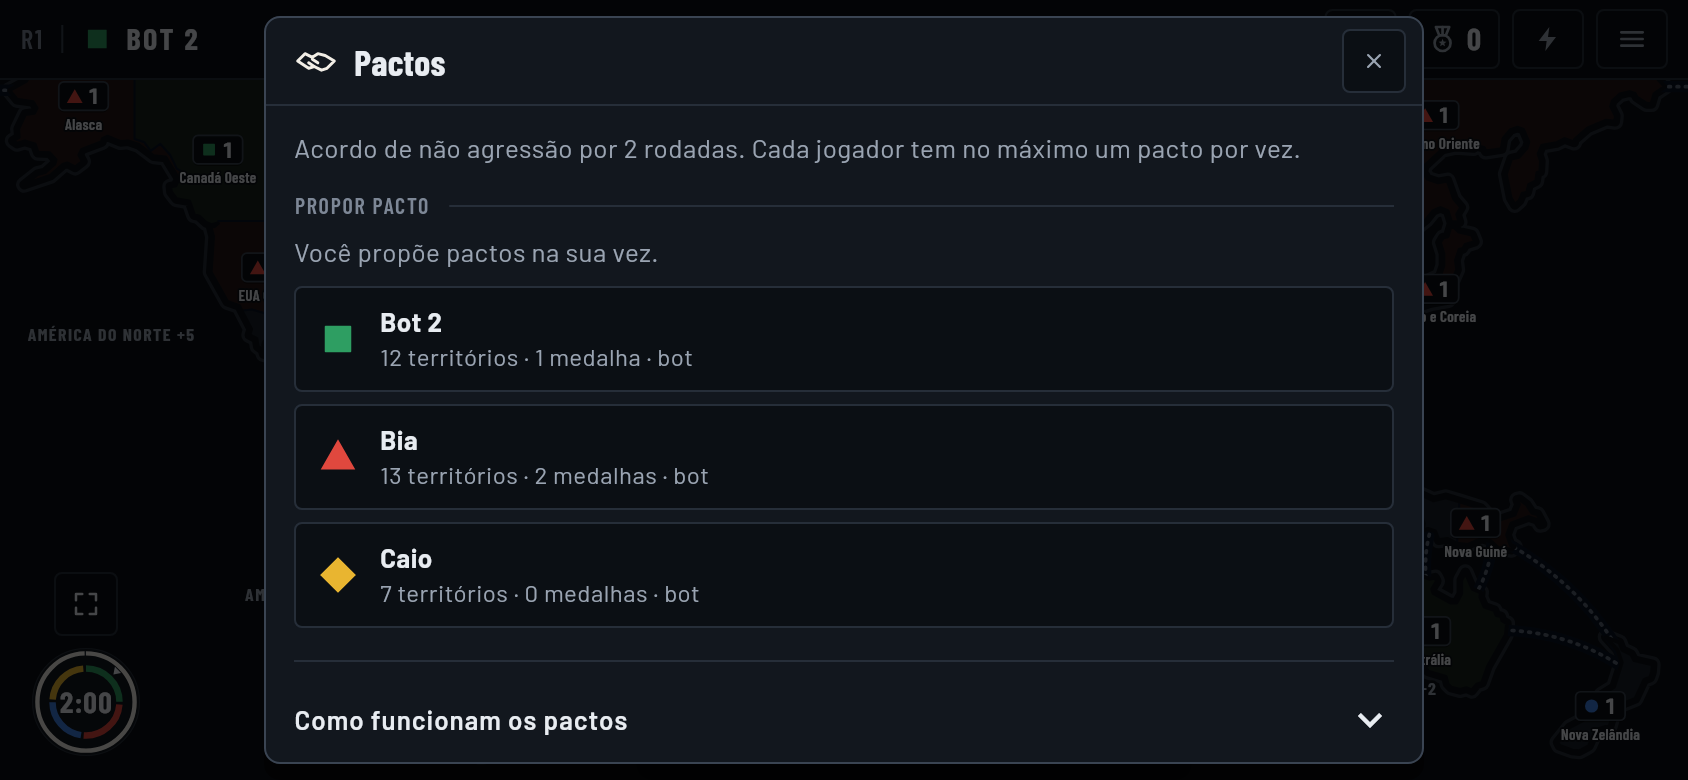 R1 BOT 2
0
Pactos
Acordo de não agressão por 2 rodadas. Cada jogador tem no máximo um pacto por vez.
PROPOR PACTO
Você propõe pactos na sua vez.
Bot 2
12 territórios · 1 medalha · bot
Bia
13 territórios · 2 medalhas · bot
Caio
7 territórios · 0 medalhas · bot
Como funcionam os pactos
1
Alasca
1
Canadá Oeste
EUA
AMÉRICA DO NORTE +5
2:00
1
Oriente
1
e Coreia
1
Nova Guiné
1
1
Nova Zelândia